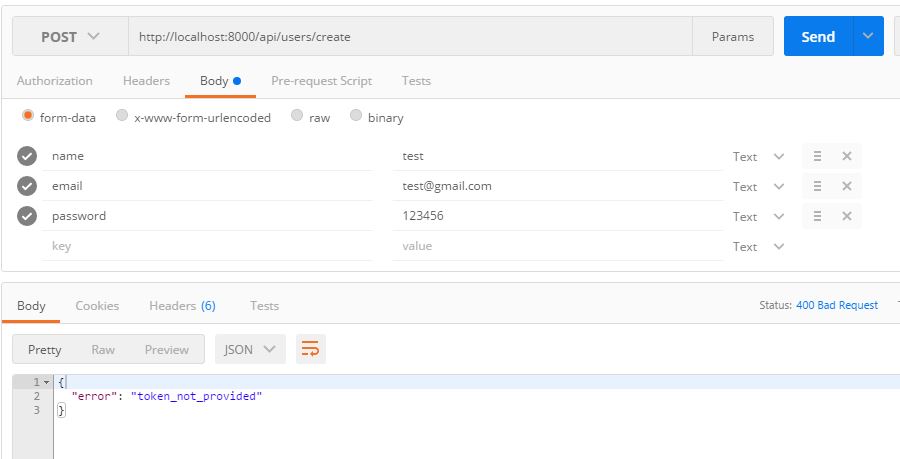 POST http://localhost:8000/api/users/create Params Send
Authorization Headers Body Pre-request Script Tests
form-data x-www-form-urlencoded raw binary
name test Text
email test@gmail.com Text
password 123456 Text
key value Text
Body Cookies Headers (6) Tests Status: 400 Bad Request
Pretty Raw Preview JSON
1 {
2 "error": "token_not_provided"
3 }